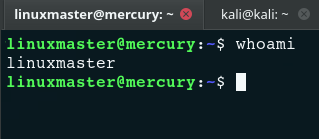 linuxmaster@mercury: ~
kali@kali: ~
linuxmaster@mercury:~$ whoami
linuxmaster
linuxmaster@mercury:~$